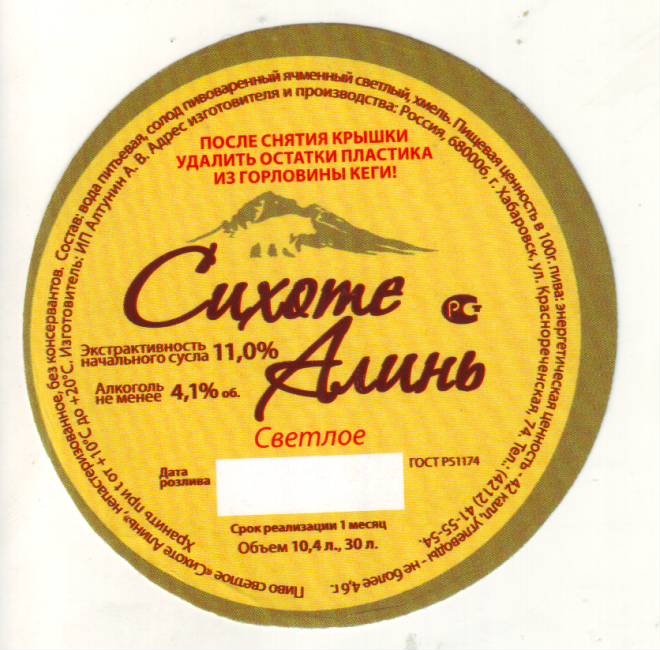 Пиво светлое «Сихоте Алинь», непастеризованное, без консервантов. Состав: вода питьевая, солод пивоваренный ячменный светлый, хмель. Пищевая ценность в 100г. пива: энергетическая ценность - 42 калл, углеводы - не более 4,6 г.
Хранить при t от +10°С до +20°С. Изготовитель: ИП Алтунин А. В. Адрес изготовителя и производства: Россия, 680006, г. Хабаровск, ул. Краснореченская, 74. Тел.: (4212) 41-55-54.
ПОСЛЕ СНЯТИЯ КРЫШКИ
УДАЛИТЬ ОСТАТКИ ПЛАСТИКА
ИЗ ГОРЛОВИНЫ КЕГИ!
Сихоте
Алинь
РС
Экстрактивность
начального сусла 11,0%
Алкоголь
не менее 4,1% об.
Светлое
Дата
розлива
ГОСТ Р51174
Срок реализации 1 месяц
Объем 10,4 л., 30 л.